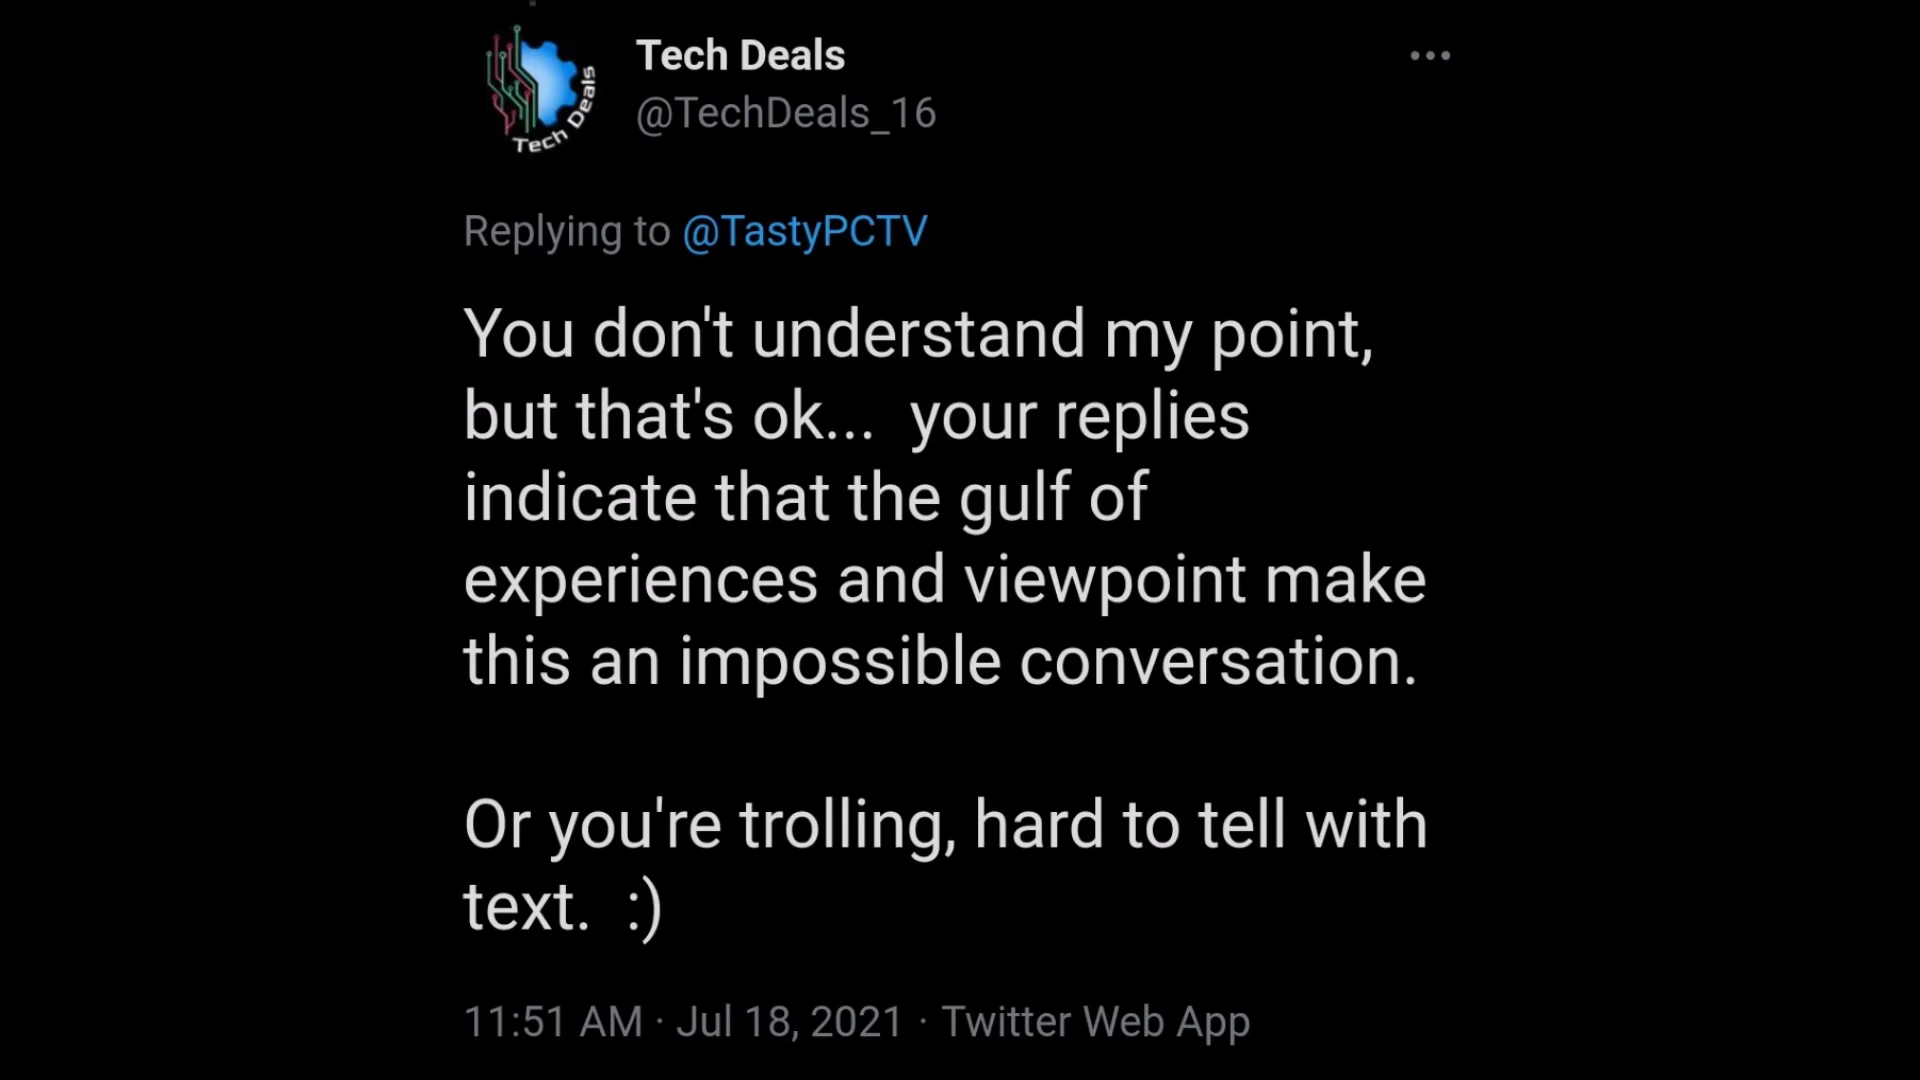 Tech Deals
Tech Deals
@TechDeals_16
Replying to @TastyPCTV
You don't understand my point,
but that's ok...  your replies
indicate that the gulf of
experiences and viewpoint make
this an impossible conversation.
Or you're trolling, hard to tell with
text.  :)
11:51 AM · Jul 18, 2021 · Twitter Web App